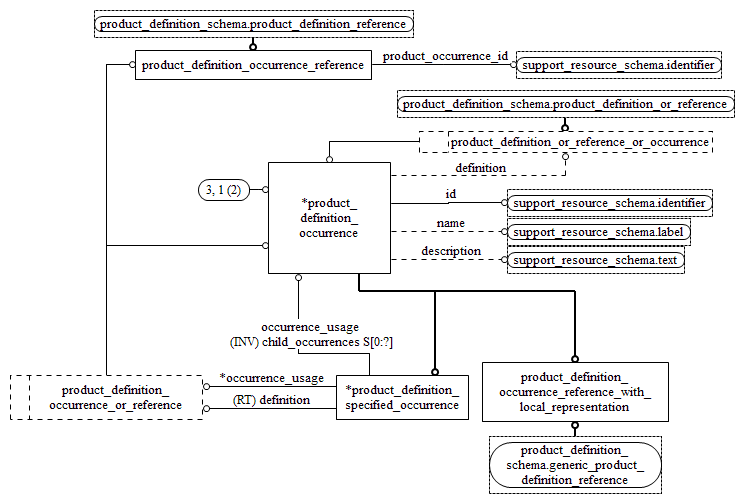 product_definition_schema.product_definition_reference
product_definition_occurrence_reference
product_occurrence_id
support_resource_schema.identifier
product_definition_schema.product_definition_or_reference
product_definition_or_reference_or_occurrence
definition
3, 1 (2)
*product_
definition_
occurrence
id
support_resource_schema.identifier
name
support_resource_schema.label
description
support_resource_schema.text
occurrence_usage
(INV) child_occurrences S[0:?]
product_definition_
occurrence_or_reference
*occurrence_usage
(RT) definition
*product_definition_
specified_occurrence
product_definition_
occurrence_reference_with_
local_representation
product_definition_
schema.generic_product_
definition_reference